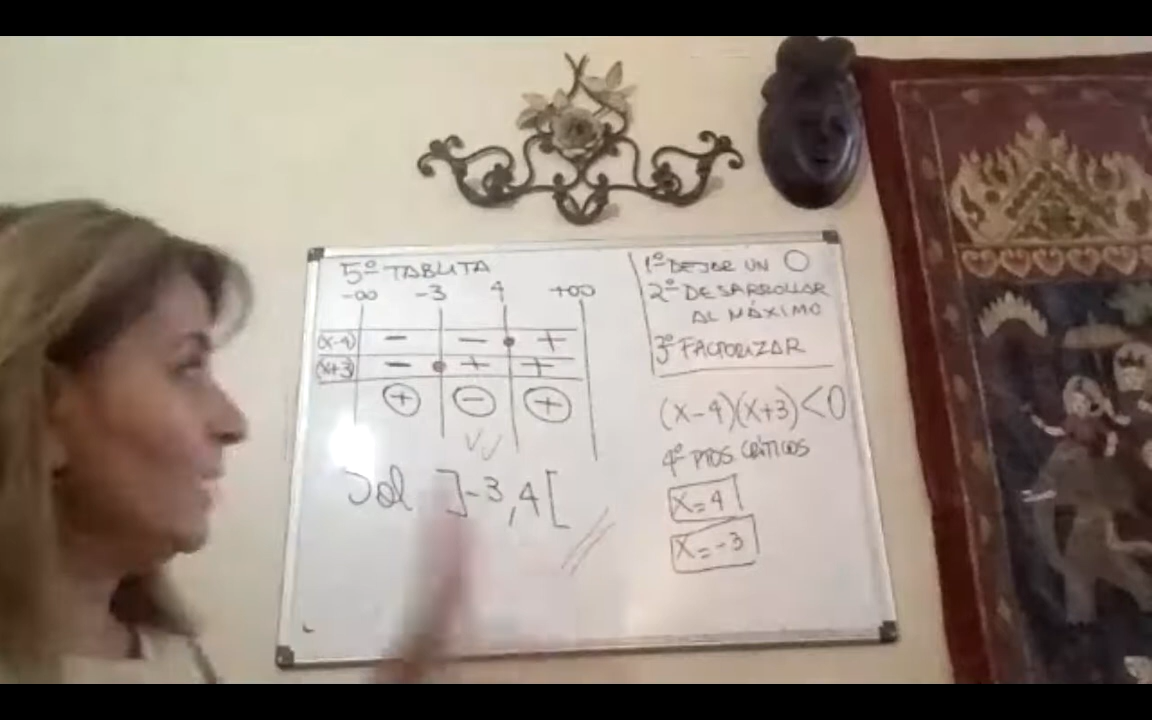 5º TABLITA
-∞ -3 4 +∞
(x-4) - - +
(x+3) - + +
+ - +
Sol ]-3,4[
1º DEJAR UN 0
2º DESARROLLAR
AL MÁXIMO
3º FACTORIZAR
(x-4)(x+3)<0
4º PTOS CRÍTICOS
x=4
x=-3